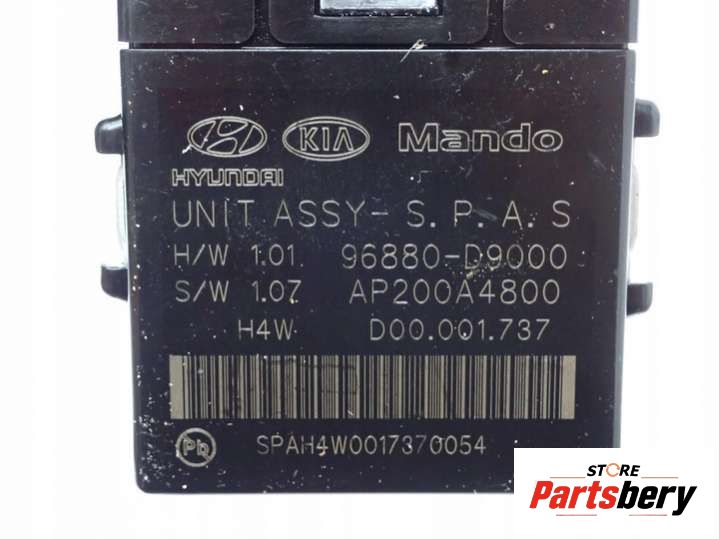 KIA Mando
HYUNDAI
UNIT ASSY- S. P. A. S
H/W 1.01 96880-D9000
S/W 1.07 AP200A4800
H4W D00.001.737
Pb SPAH4W0017370054
STORE
Partsbery